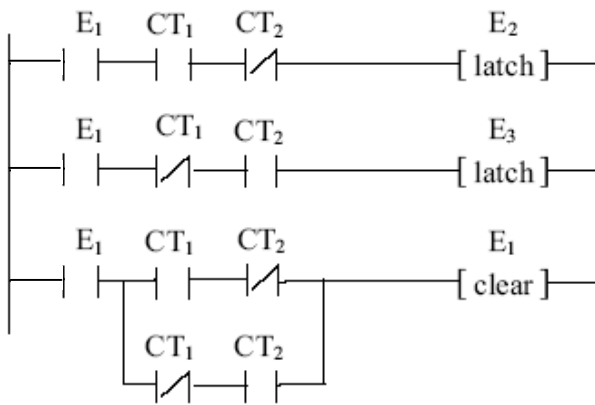 E₁ CT₁ CT₂ E₂
[ latch ]
E₁ CT₁ CT₂ E₃
[ latch ]
E₁ CT₁ CT₂ E₁
[ clear ]
CT₁ CT₂